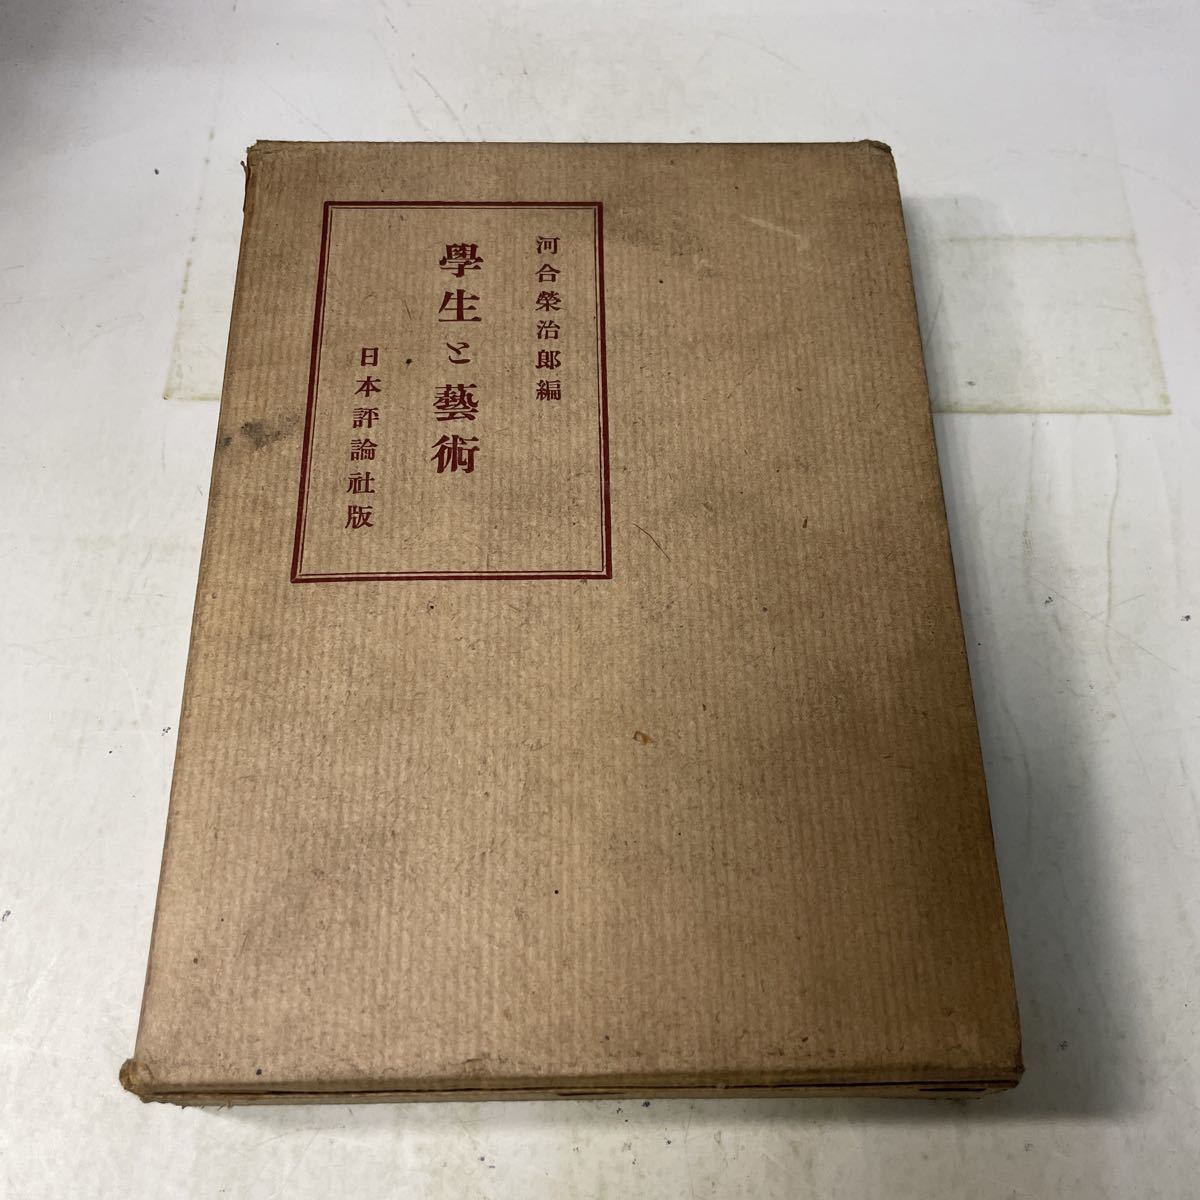 河合榮治郎編
學生と藝術
日本評論社版